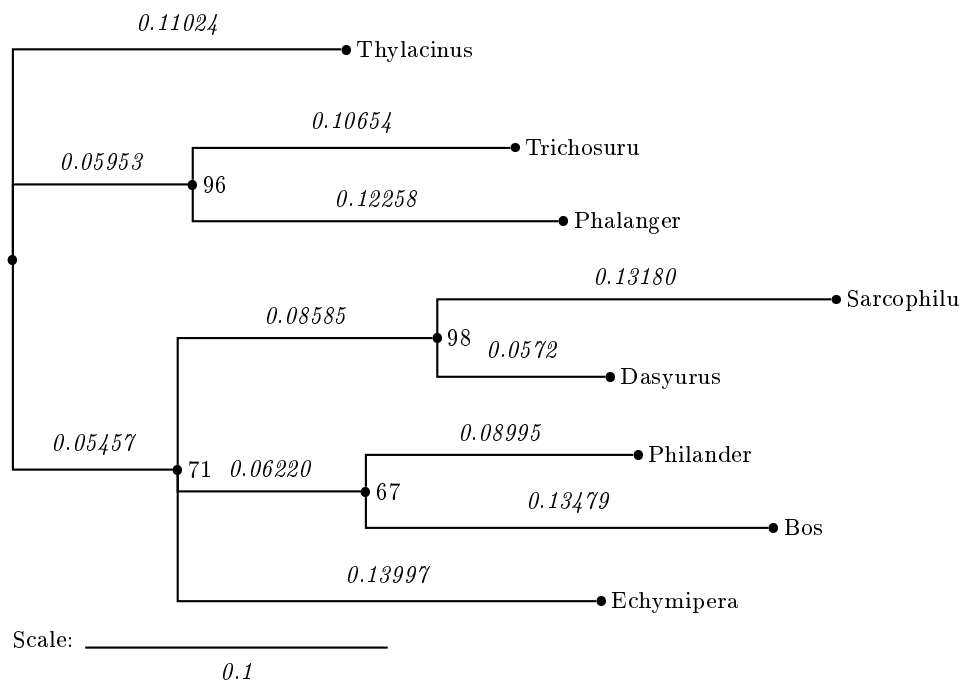 0.11024
Thylacinus
0.10654
Trichosuru
0.05953
96
0.12258
Phalanger
0.13180
Sarcophilu
0.08585
98
0.0572
Dasyurus
0.08995
0.05457
Philander
71 0.06220
67
0.13479
Bos
0.13997
Echymipera
Scale:
0.1